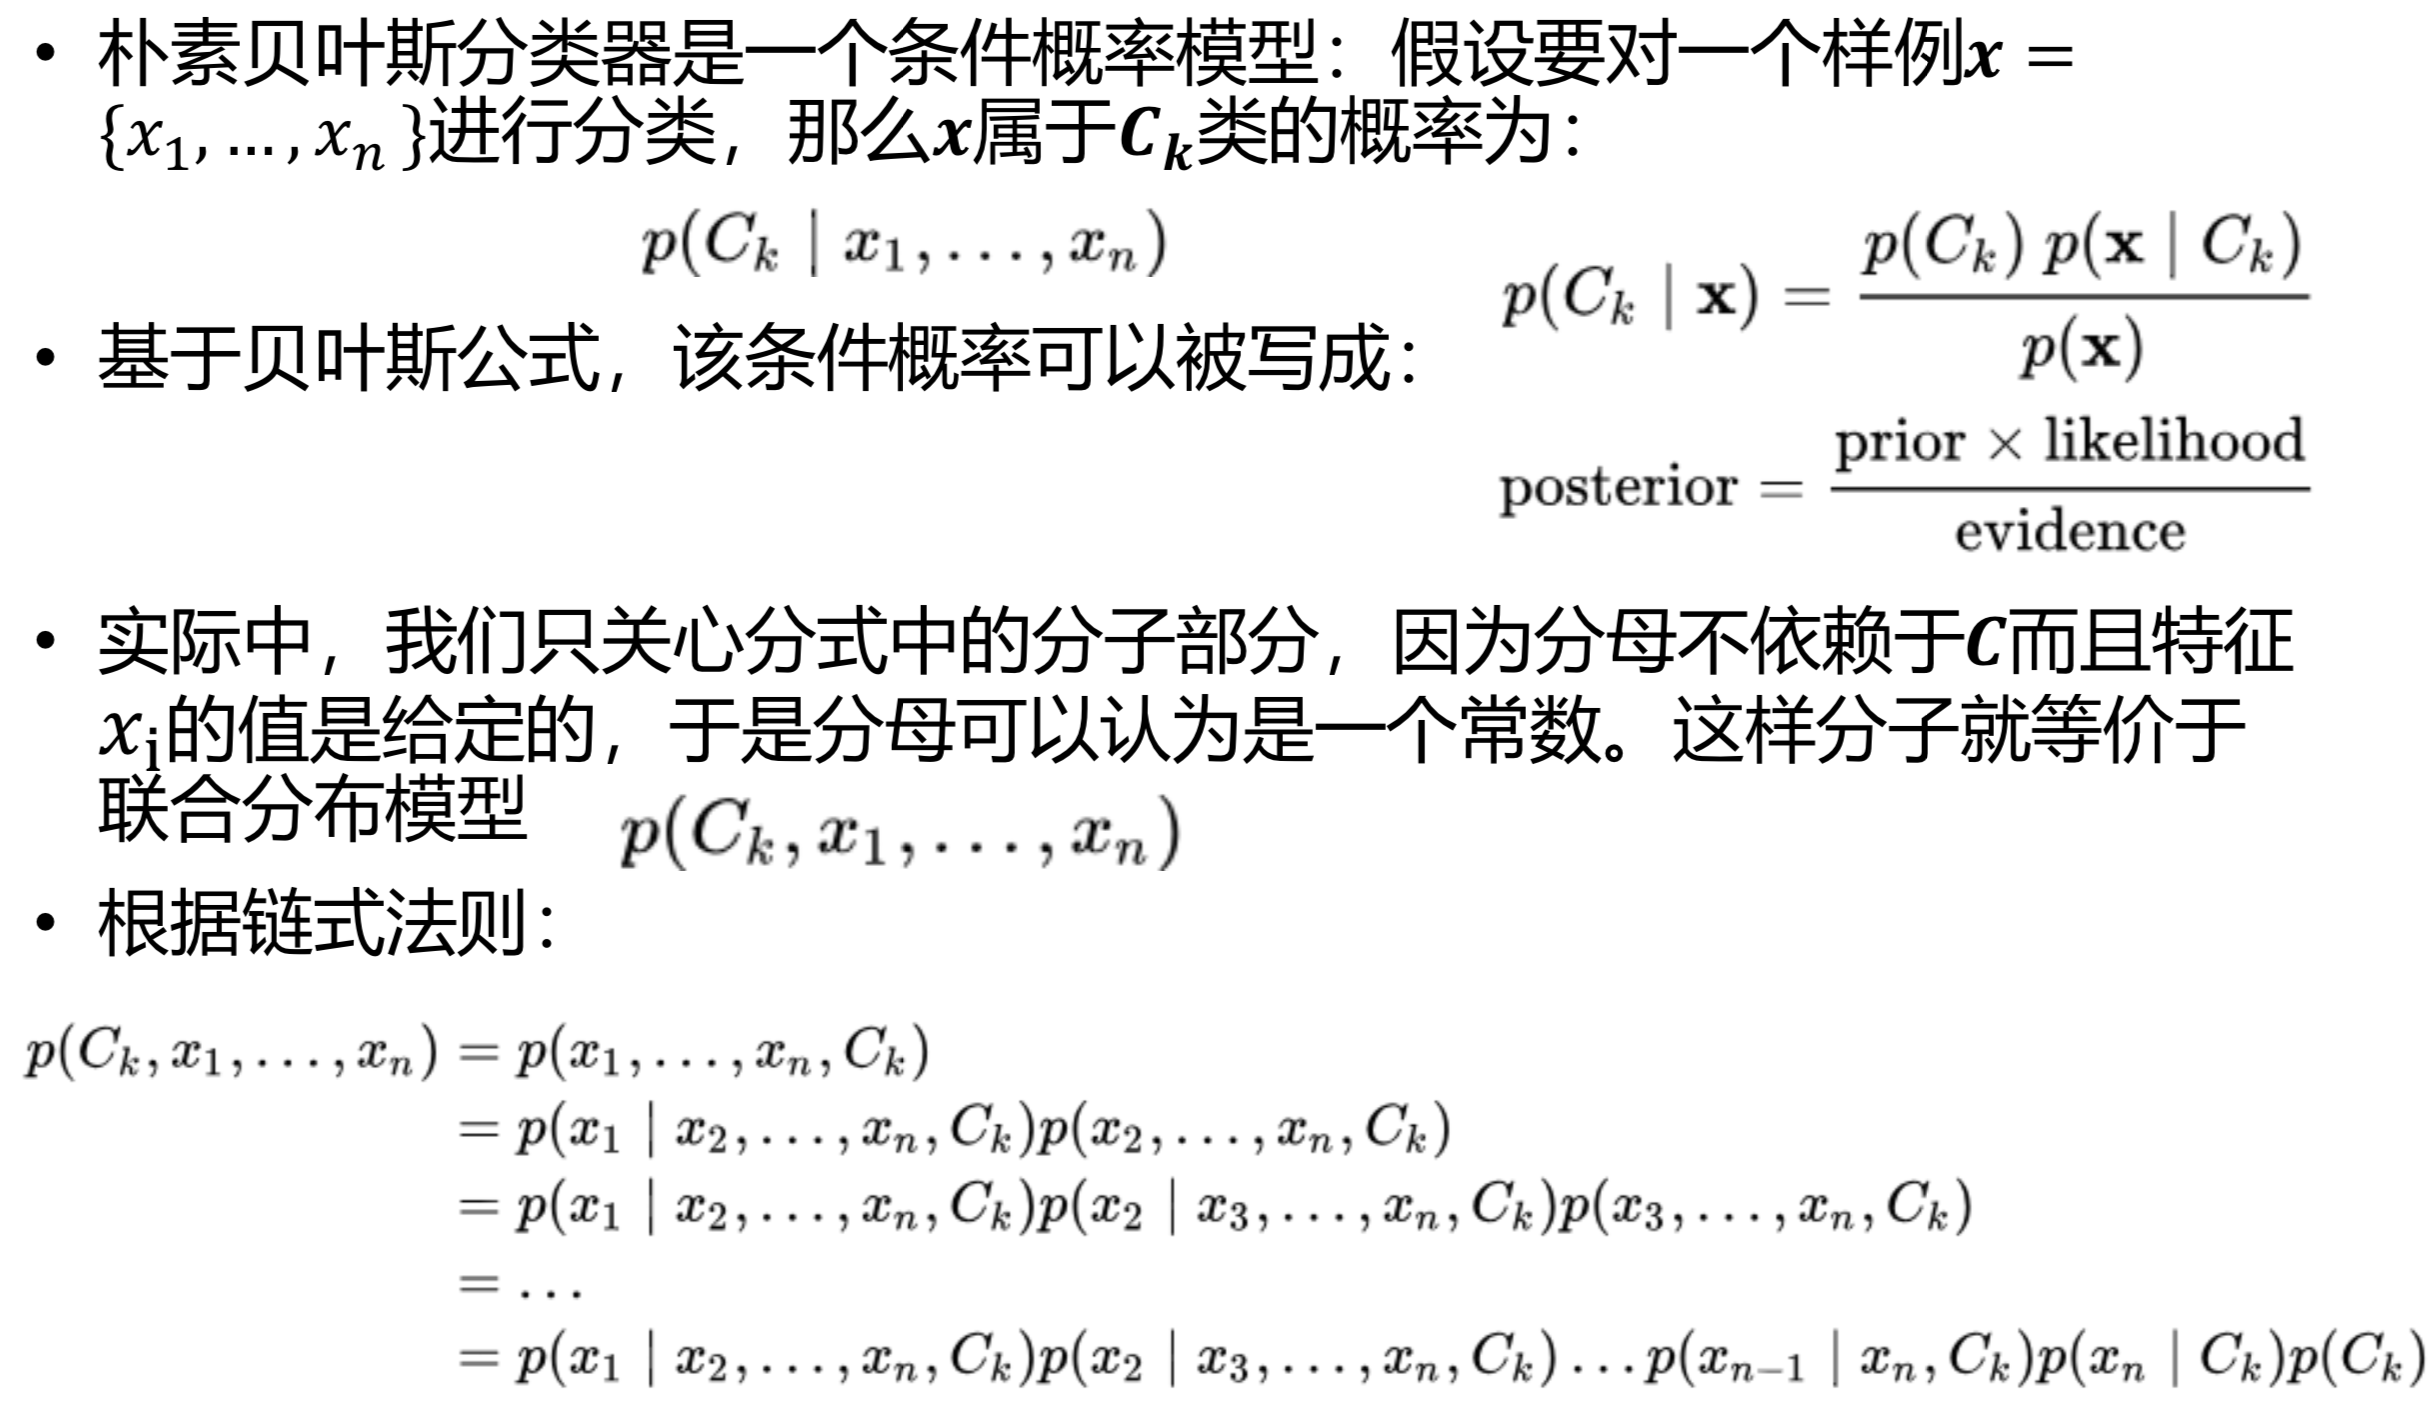 • 朴素贝叶斯分类器是一个条件概率模型：假设要对一个样例x =
{x₁, … , xₙ }进行分类，那么x属于Cₖ类的概率为：
p(Cₖ | x₁, . . . , xₙ)
• 基于贝叶斯公式，该条件概率可以被写成：
p(Cₖ | x) = p(Cₖ) p(x | Cₖ) / p(x)
posterior = prior × likelihood / evidence
• 实际中，我们只关心分式中的分子部分，因为分母不依赖于C而且特征
xᵢ的值是给定的，于是分母可以认为是一个常数。这样分子就等价于
联合分布模型 p(Cₖ, x₁, . . . , xₙ)
• 根据链式法则：
p(Cₖ, x₁, . . . , xₙ) = p(x₁, . . . , xₙ, Cₖ)
= p(x₁ | x₂, . . . , xₙ, Cₖ)p(x₂, . . . , xₙ, Cₖ)
= p(x₁ | x₂, . . . , xₙ, Cₖ)p(x₂ | x₃, . . . , xₙ, Cₖ)p(x₃, . . . , xₙ, Cₖ)
= . . .
= p(x₁ | x₂, . . . , xₙ, Cₖ)p(x₂ | x₃, . . . , xₙ, Cₖ) . . . p(xₙ₋₁ | xₙ, Cₖ)p(xₙ | Cₖ)p(Cₖ)